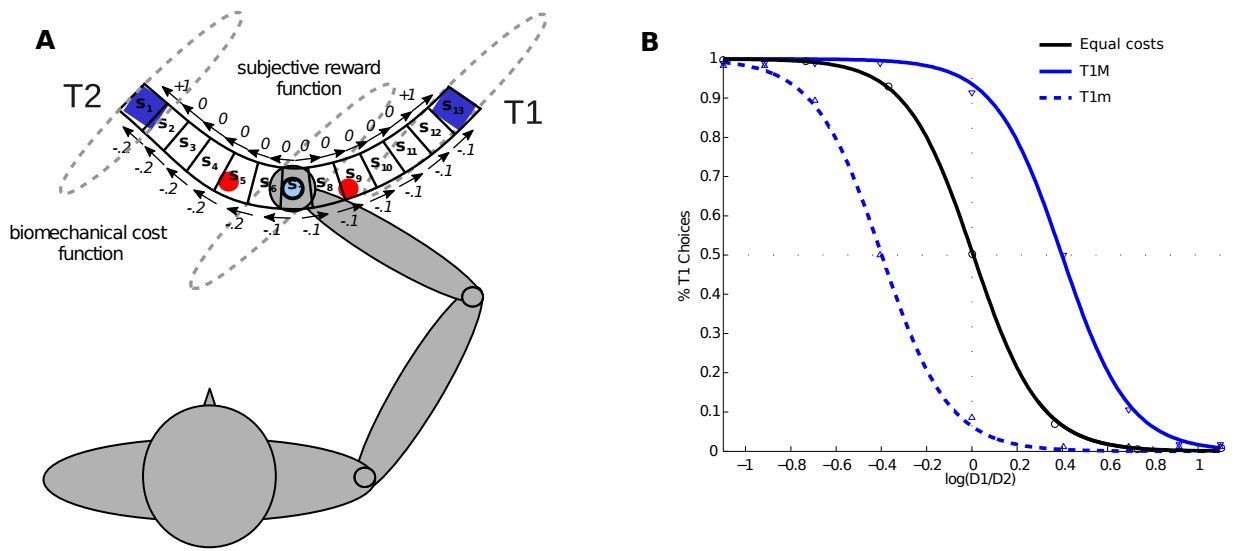 A
subjective reward
function
T2
T1
+1
0
0
0
0
0
0
0
0
0
0
+1
S1
S2
S3
S4
S5
S6
S8
S9
S10
S11
S12
S13
-.2
-.2
-.2
-.2
-.2
-.1
-.1
-.1
-.1
-.1
-.1
-.1
biomechanical cost
function
B
Equal costs
T1M
T1m
% T1 Choices
1
0.9
0.8
0.7
0.6
0.5
0.4
0.3
0.2
0.1
0
−1
−0.8
−0.6
−0.4
−0.2
0
0.2
0.4
0.6
0.8
1
log(D1/D2)